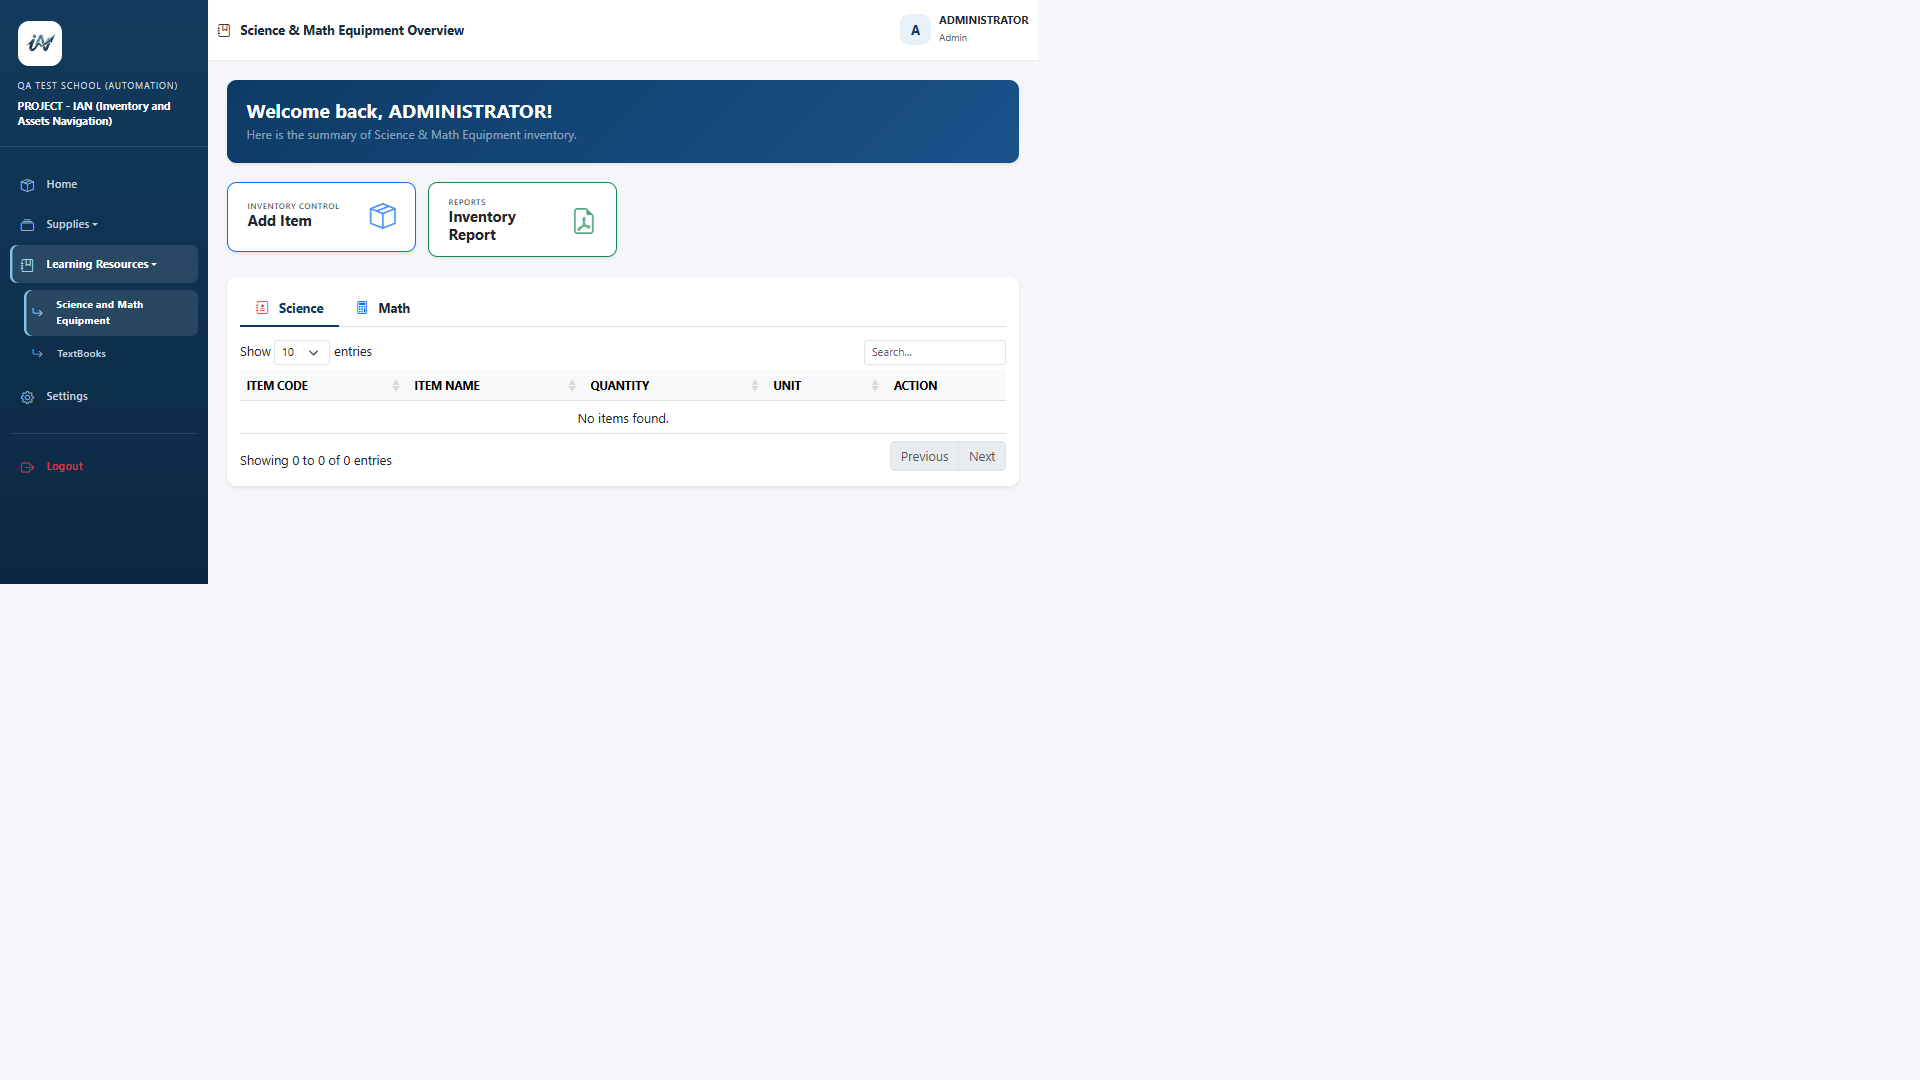 iN
QA TEST SCHOOL (AUTOMATION)
PROJECT - IAN (Inventory and
Assets Navigation)
Home
Supplies
Learning Resources
Science and Math
Equipment
TextBooks
Settings
Logout
Science & Math Equipment Overview
A
ADMINISTRATOR
Admin
Welcome back, ADMINISTRATOR!
Here is the summary of Science & Math Equipment inventory.
INVENTORY CONTROL
Add Item
REPORTS
Inventory
Report
Science
Math
Show 10 entries
Search...
ITEM CODE ITEM NAME QUANTITY UNIT ACTION
No items found.
Showing 0 to 0 of 0 entries
Previous Next